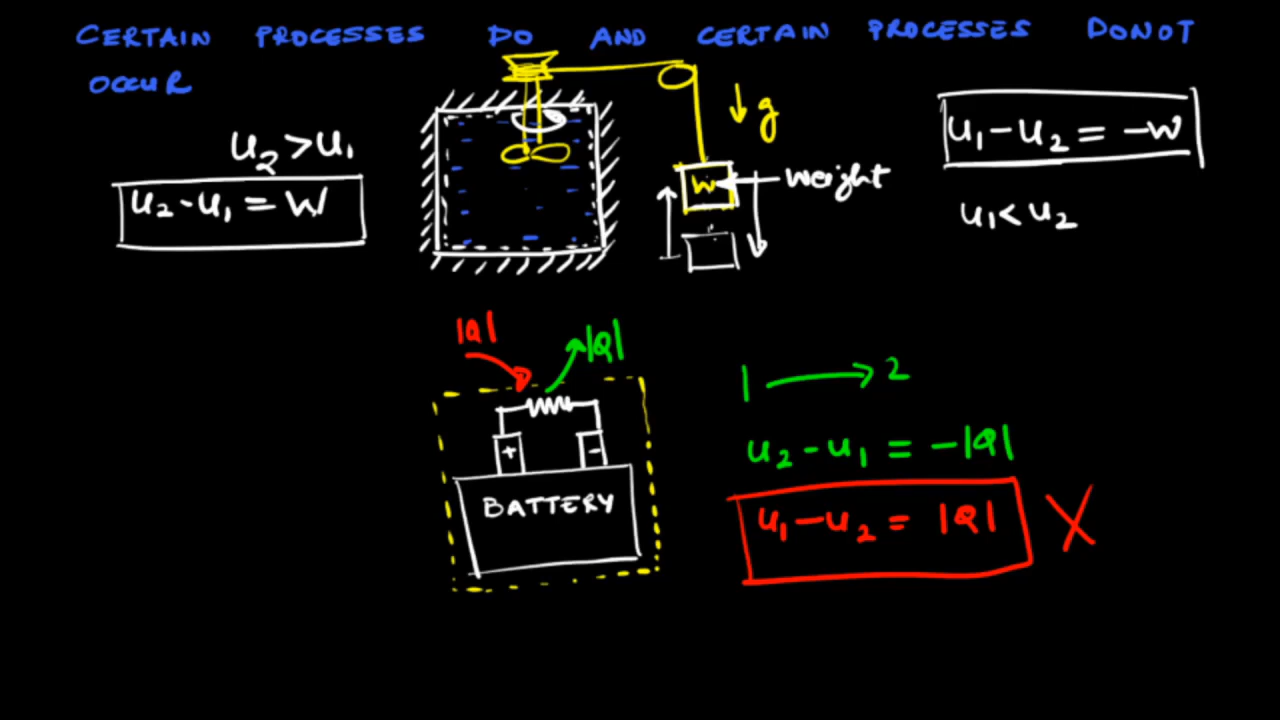 CERTAIN PROCESSES DO AND CERTAIN PROCESSES DONOT
OCCUR
u₂ > u₁
u₂ - u₁ = W
↓ g
W
Weight
u₁ - u₂ = -W
u₁ < u₂
|Q|
|Q|
+
-
BATTERY
1 → 2
u₂ - u₁ = -|Q|
u₁ - u₂ = |Q| X